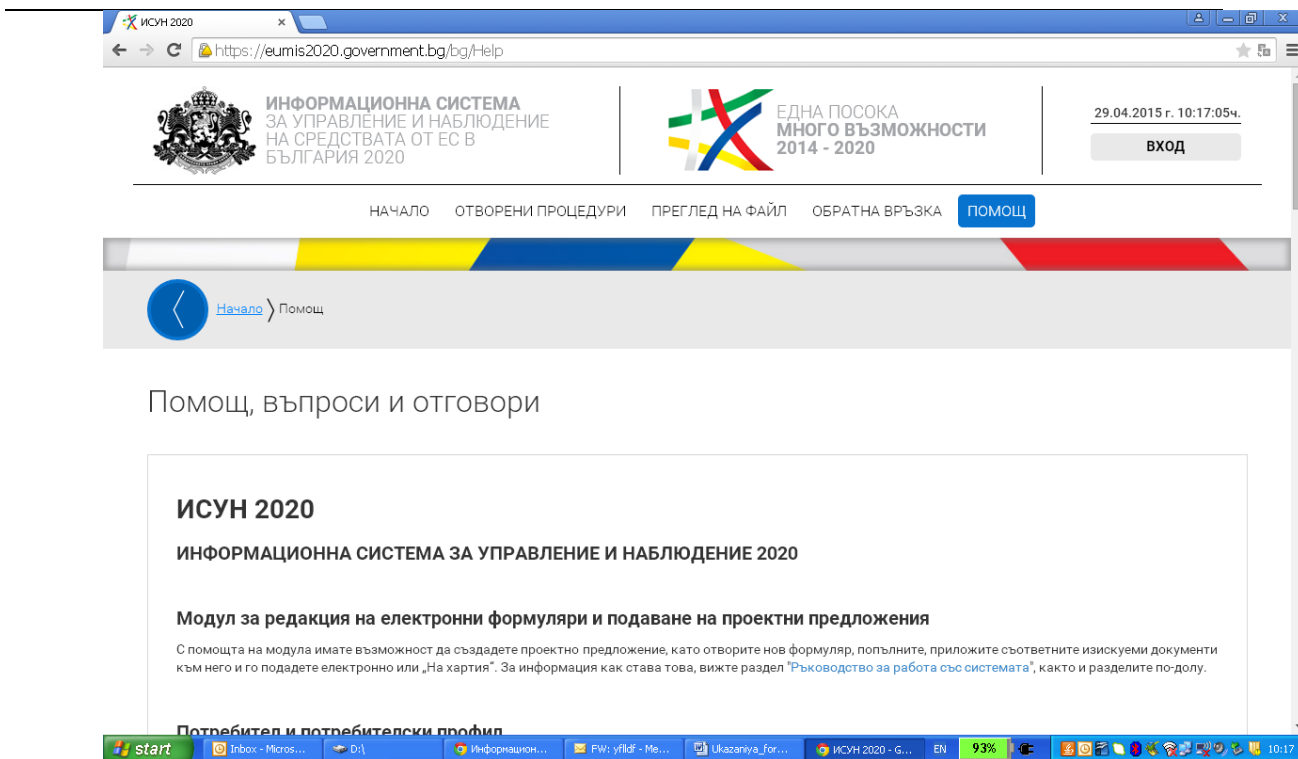 ИСУН 2020
https://eumis2020.government.bg/bg/Help
ИНФОРМАЦИОННА СИСТЕМА
ЗА УПРАВЛЕНИЕ И НАБЛЮДЕНИЕ
НА СРЕДСТВАТА ОТ ЕС В
БЪЛГАРИЯ 2020
ЕДНА ПОСОКА
МНОГО ВЪЗМОЖНОСТИ
2014 - 2020
29.04.2015 г. 10:17:05ч.
ВХОД
НАЧАЛО ОТВОРЕНИ ПРОЦЕДУРИ ПРЕГЛЕД НА ФАЙЛ ОБРАТНА ВРЪЗКА ПОМОЩ
Начало Помощ
Помощ, въпроси и отговори
ИСУН 2020
ИНФОРМАЦИОННА СИСТЕМА ЗА УПРАВЛЕНИЕ И НАБЛЮДЕНИЕ 2020
Модул за редакция на електронни формуляри и подаване на проектни предложения
С помощта на модула имате възможност да създадете проектно предложение, като отворите нов формуляр, попълните, приложите съответните изискуеми документи
към него и го подадете електронно или „На хартия“. За информация как става това, вижте раздел "Ръководство за работа със системата", както и разделите по-долу.
Потребител и потребителски профил
start Inbox - Micros... D:\ Информацион... FW: yflldf - Me... Ukazaniya_for... ИСУН 2020 - G... EN 93% 10:17